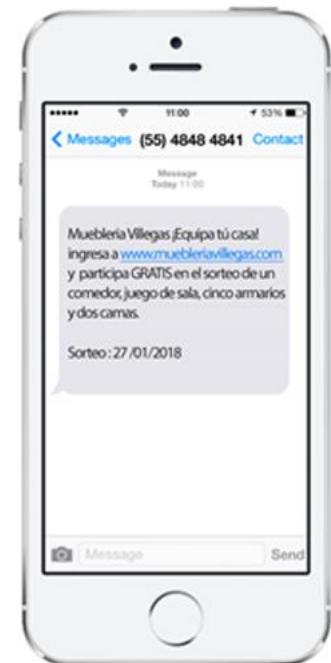 11:00
53%
Messages (55) 4848 4841 Contact
Message
Today 11:00
Muebleria Villegas ¡Equipa tú casa!
ingresa a www.muebleriavillegas.com
y participa GRATIS en el sorteo de un
comedor, juego de sala, cinco armarios
y dos camas.
Sorteo : 27 /01/2018
Message
Send